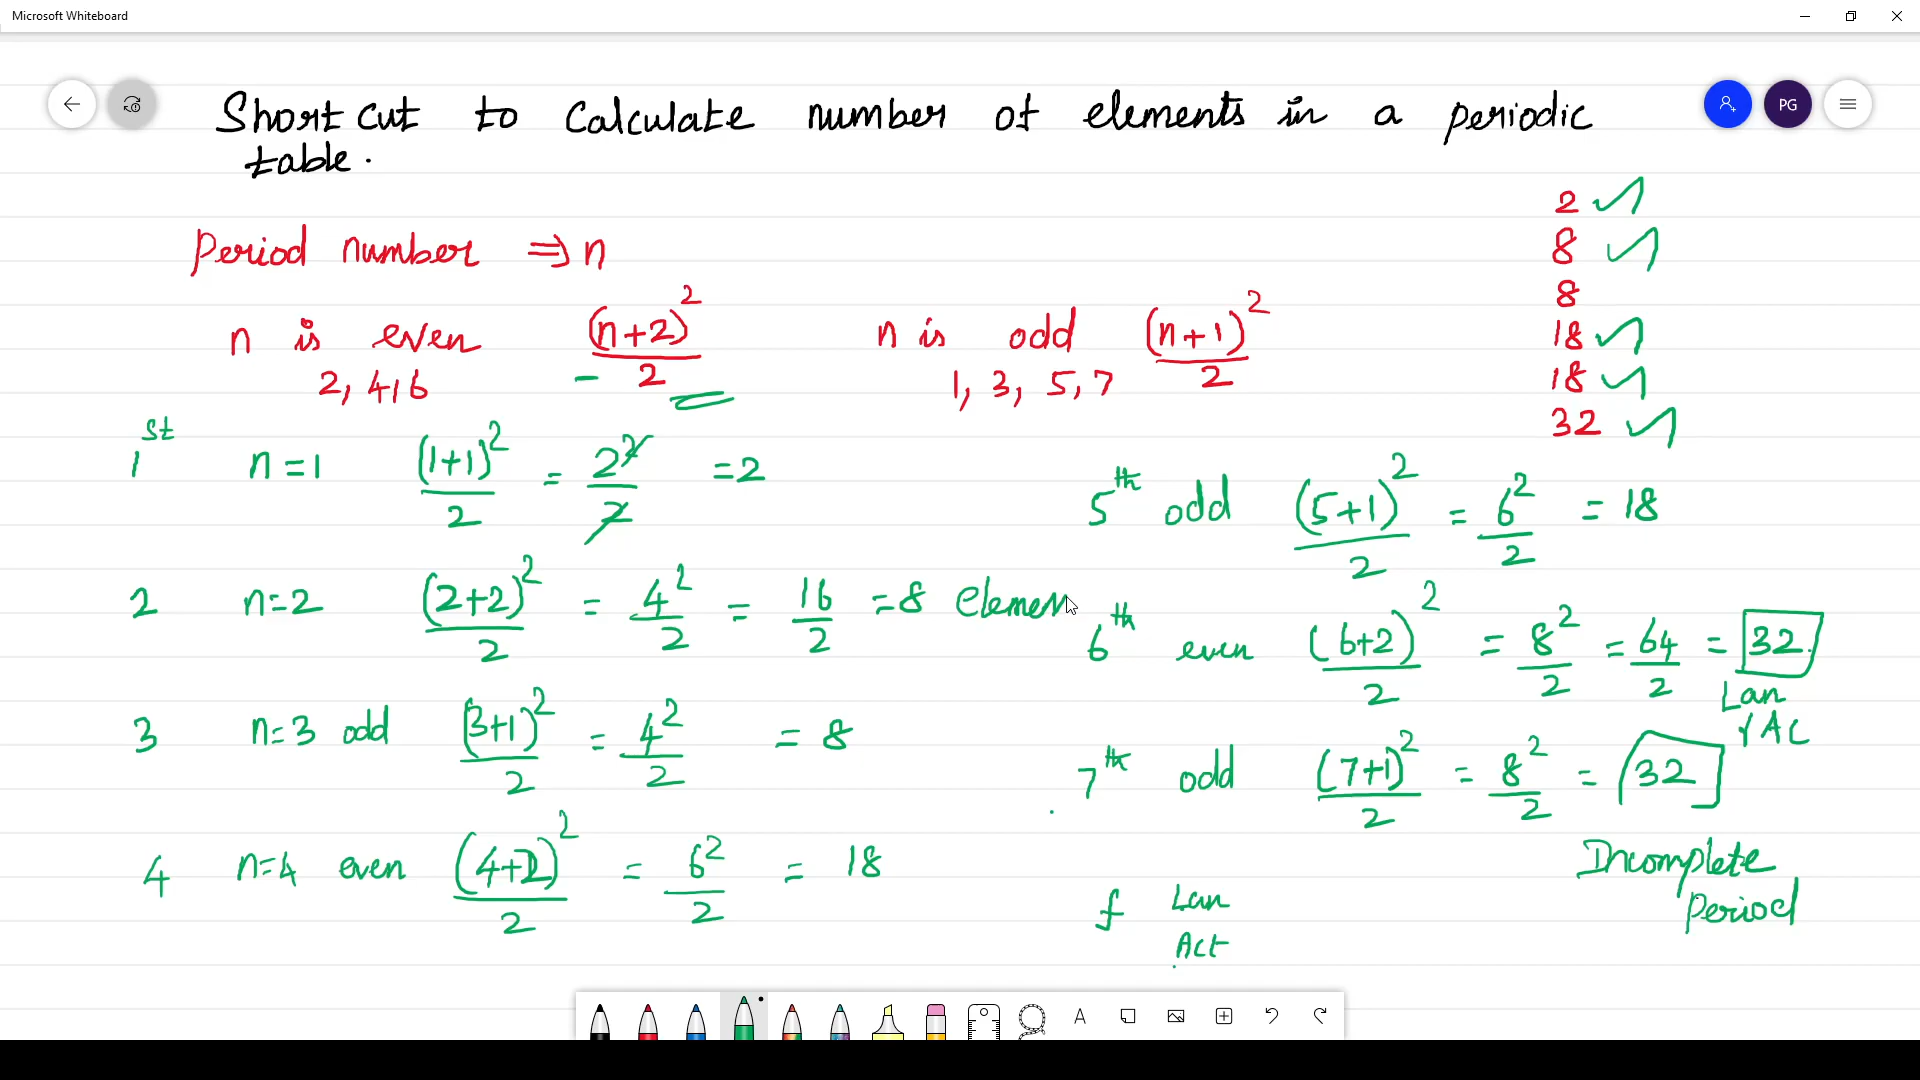 Microsoft Whiteboard
PG
Shortcut to Calculate number of elements in a periodic
table.
Period number ⇒ n
n is even (n+2)²/2
2, 4, 6
n is odd (n+1)²/2
1, 3, 5, 7
2 ✓
8 ✓
8
18 ✓
18 ✓
32 ✓
1st n=1 (1+1)²/2 = 2²/2 =2
2 n=2 (2+2)²/2 = 4²/2 = 16/2 =8 Elemen
3 n=3 odd (3+1)²/2 = 4²/2 = 8
4 n=4 even (4+2)²/2 = 6²/2 = 18
5th odd (5+1)²/2 = 6²/2 = 18
6th even (6+2)²/2 = 8²/2 = 64/2 = 32
Lan
AC
7th odd (7+1)²/2 = 8²/2 = 32
Incomplete
Period
f Lan
Act
A